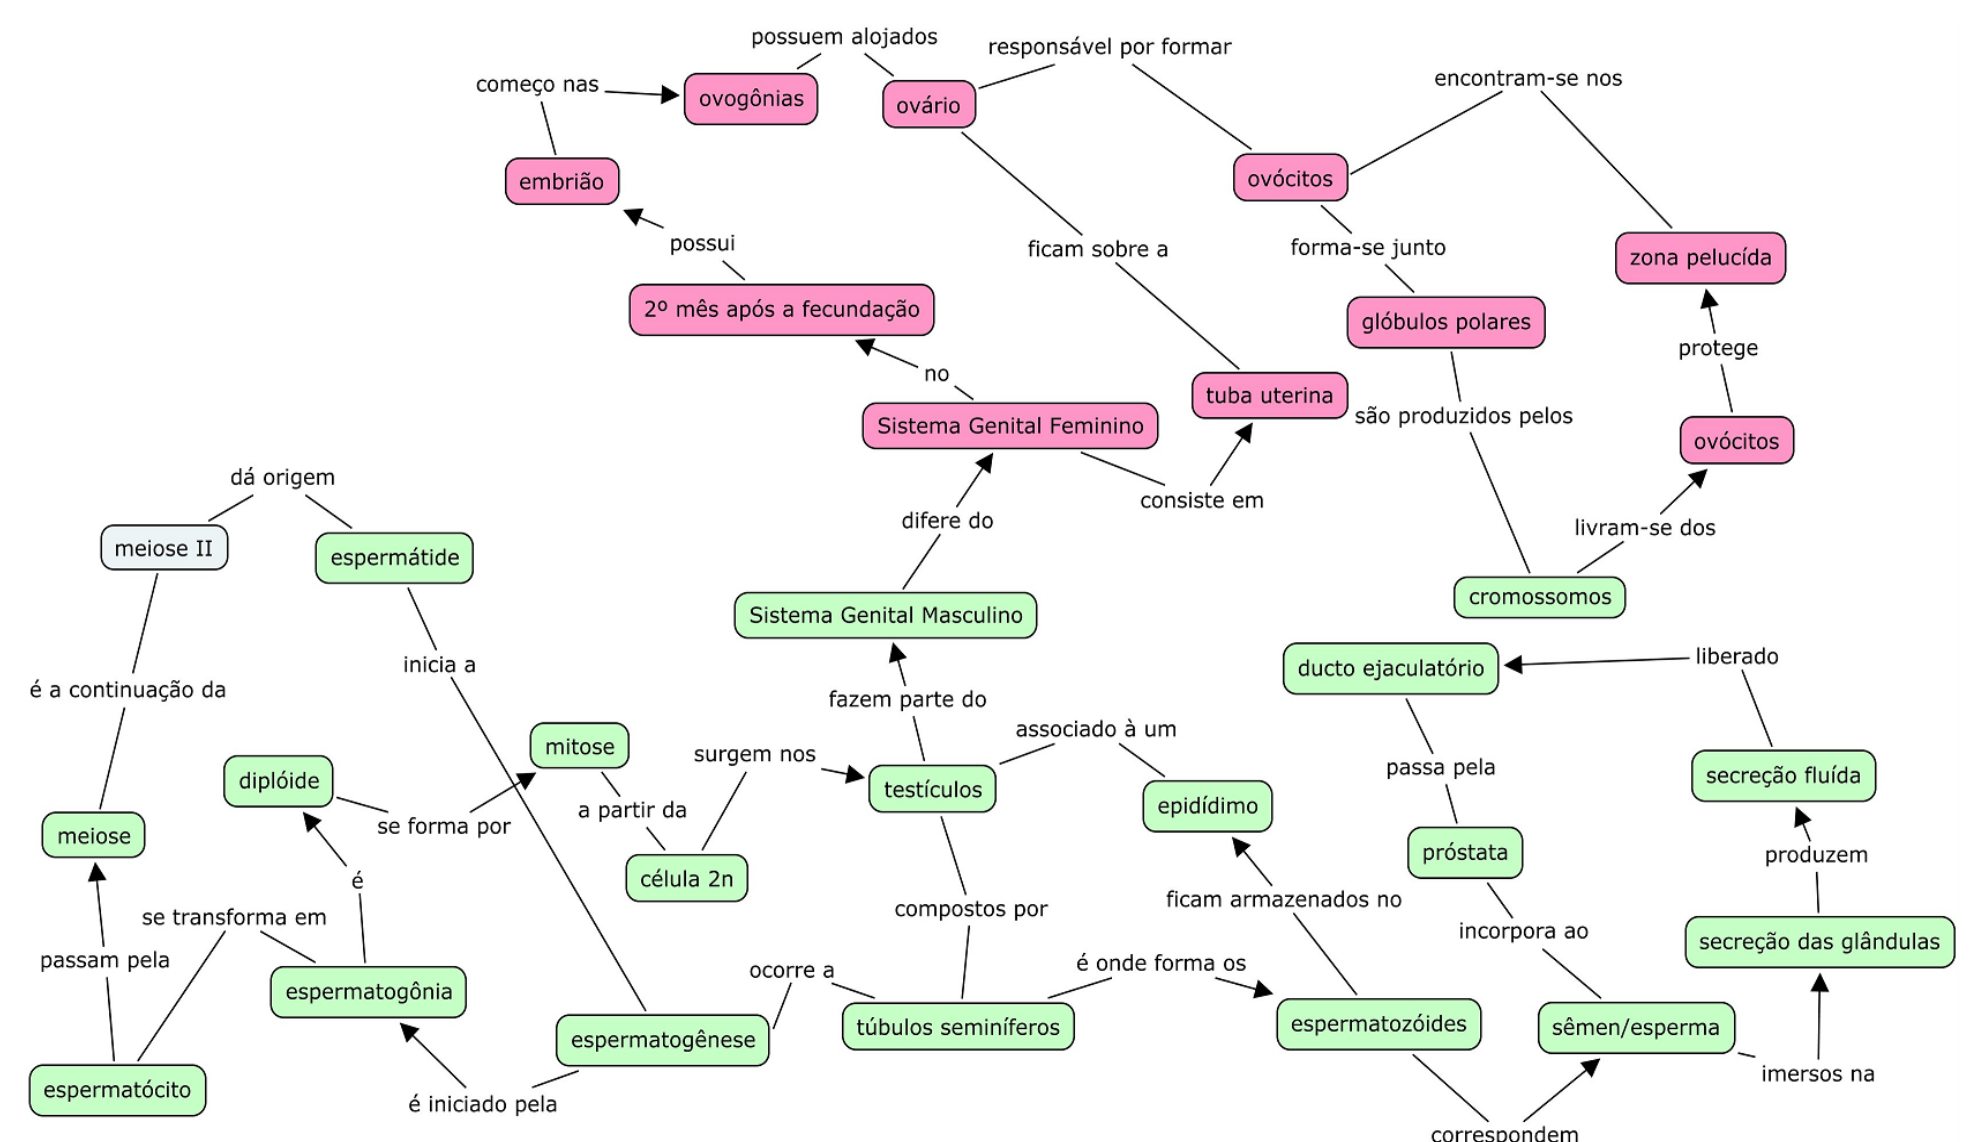 possuem alojados
responsável por formar
começo nas
ovogônias
ovário
encontram-se nos
embrião
ovócitos
possui
ficam sobre a
forma-se junto
zona pelucída
2º mês após a fecundação
glóbulos polares
protege
no
tuba uterina
são produzidos pelos
Sistema Genital Feminino
ovócitos
dá origem
consiste em
difere do
livram-se dos
meiose II
espermátide
cromossomos
Sistema Genital Masculino
inicia a
ducto ejaculatório
liberado
é a continuação da
fazem parte do
associado à um
mitose
surgem nos
passa pela
diplóide
testículos
secreção fluída
epidídimo
a partir da
se forma por
meiose
próstata
produzem
célula 2n
é
ficam armazenados no
se transforma em
compostos por
incorpora ao
secreção das glândulas
passam pela
ocorre a
é onde forma os
espermatogônia
espermatogênese
túbulos seminíferos
espermatozóides
sêmen/esperma
imersos na
espermatócito
é iniciado pela
correspondem